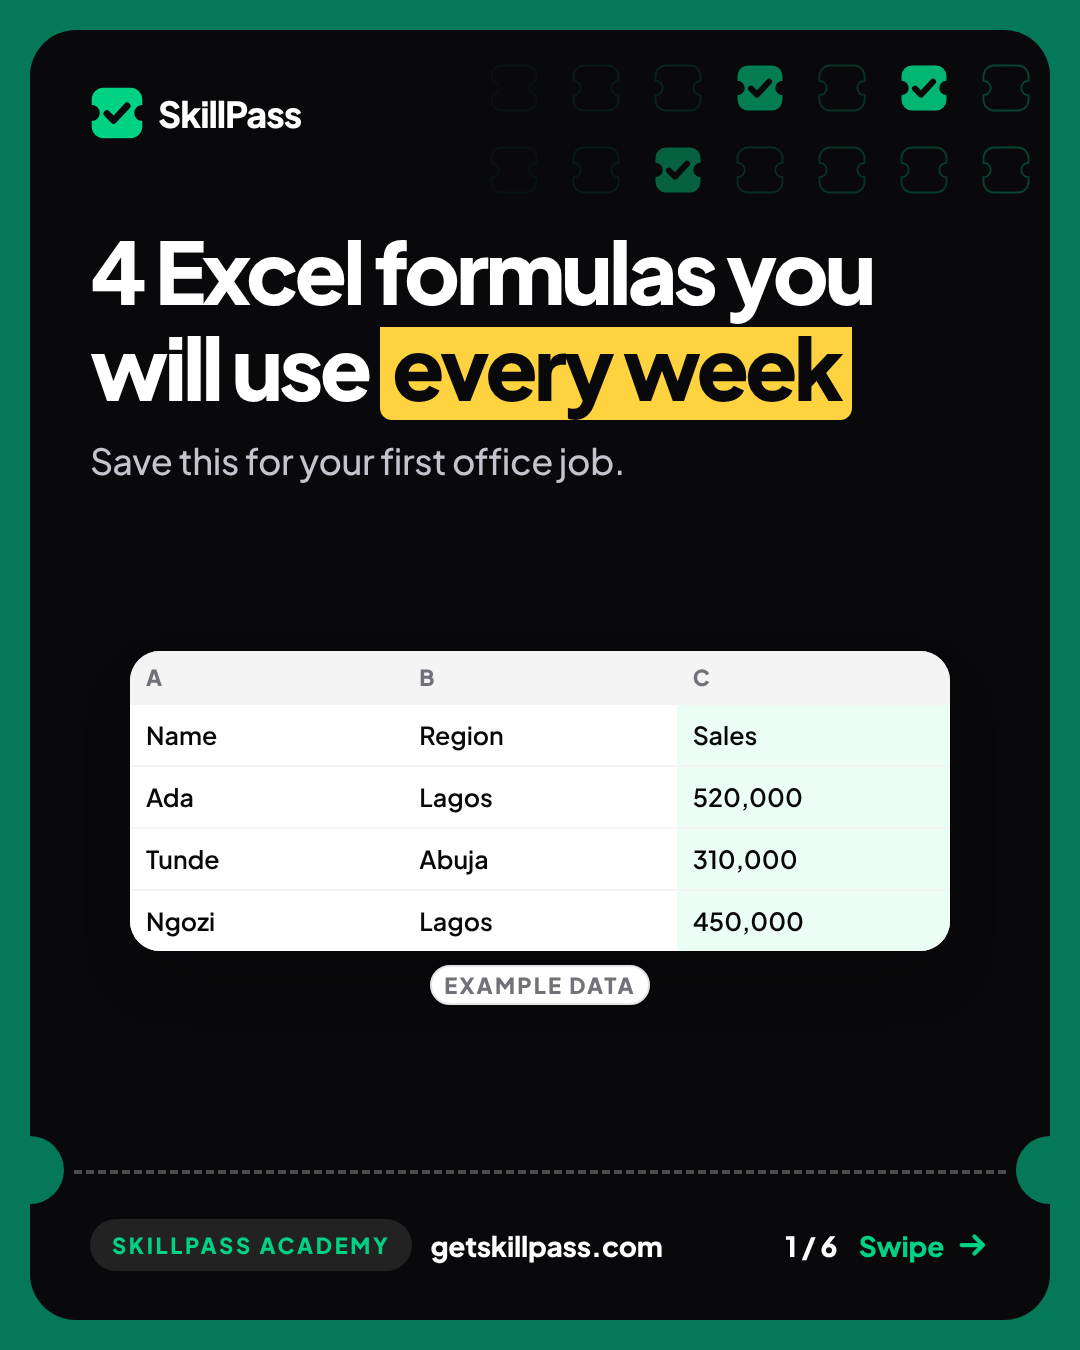 SkillPass
4 Excel formulas you
will use every week
Save this for your first office job.
A B C
Name Region Sales
Ada Lagos 520,000
Tunde Abuja 310,000
Ngozi Lagos 450,000
EXAMPLE DATA
SKILLPASS ACADEMY getskillpass.com 1 / 6 Swipe →